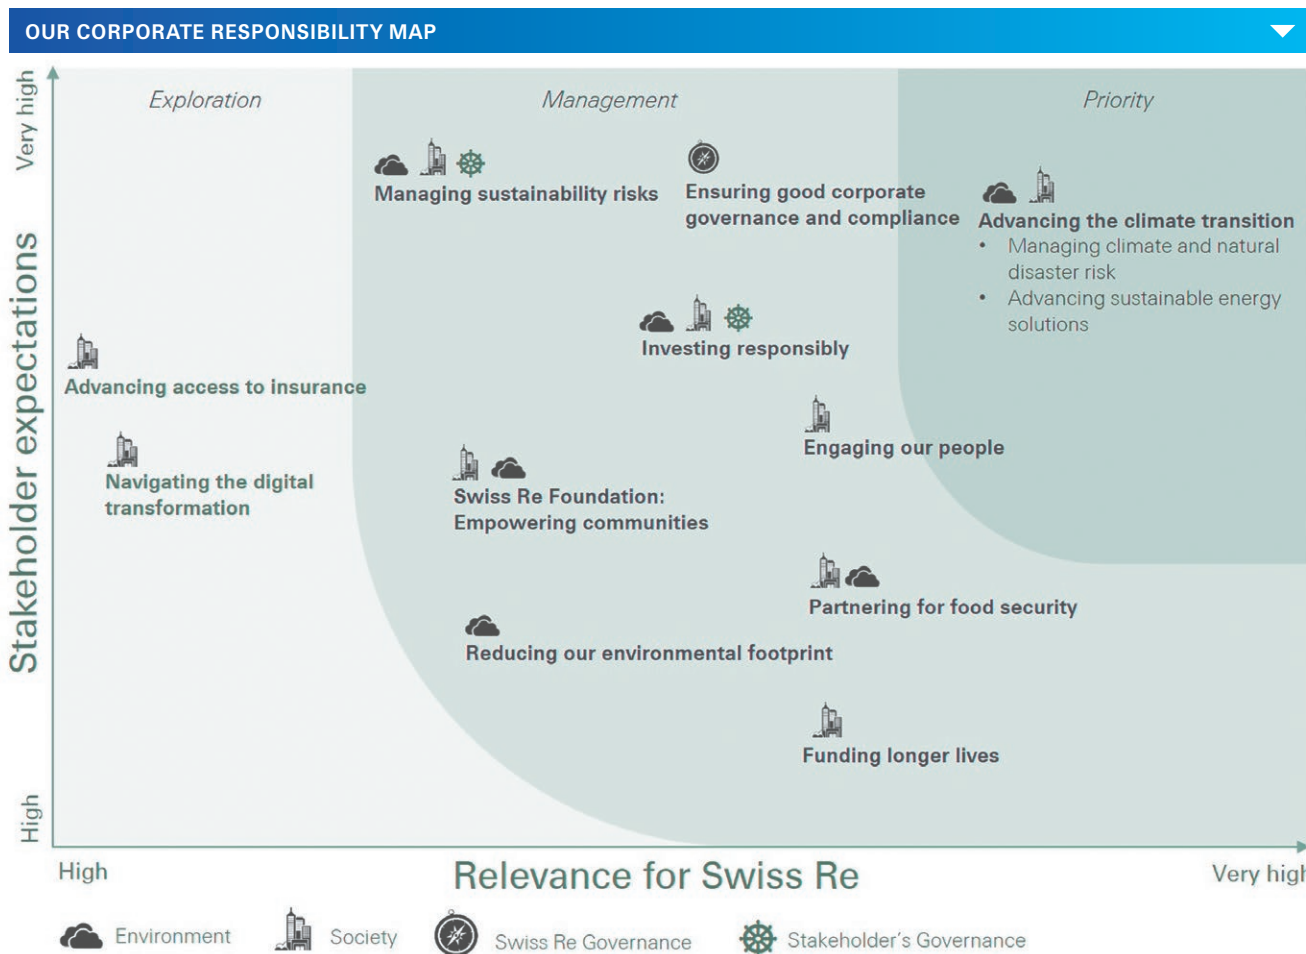 OUR CORPORATE RESPONSIBILITY MAP
Very high
Exploration
Management
Priority
Managing sustainability risks
Ensuring good corporate
governance and compliance
Advancing the climate transition
• Managing climate and natural
disaster risk
• Advancing sustainable energy
solutions
Stakeholder expectations
Investing responsibly
Advancing access to insurance
Engaging our people
Navigating the digital
transformation
Swiss Re Foundation:
Empowering communities
Partnering for food security
Reducing our environmental footprint
Funding longer lives
High
High
Relevance for Swiss Re
Very high
Environment
Society
Swiss Re Governance
Stakeholder's Governance